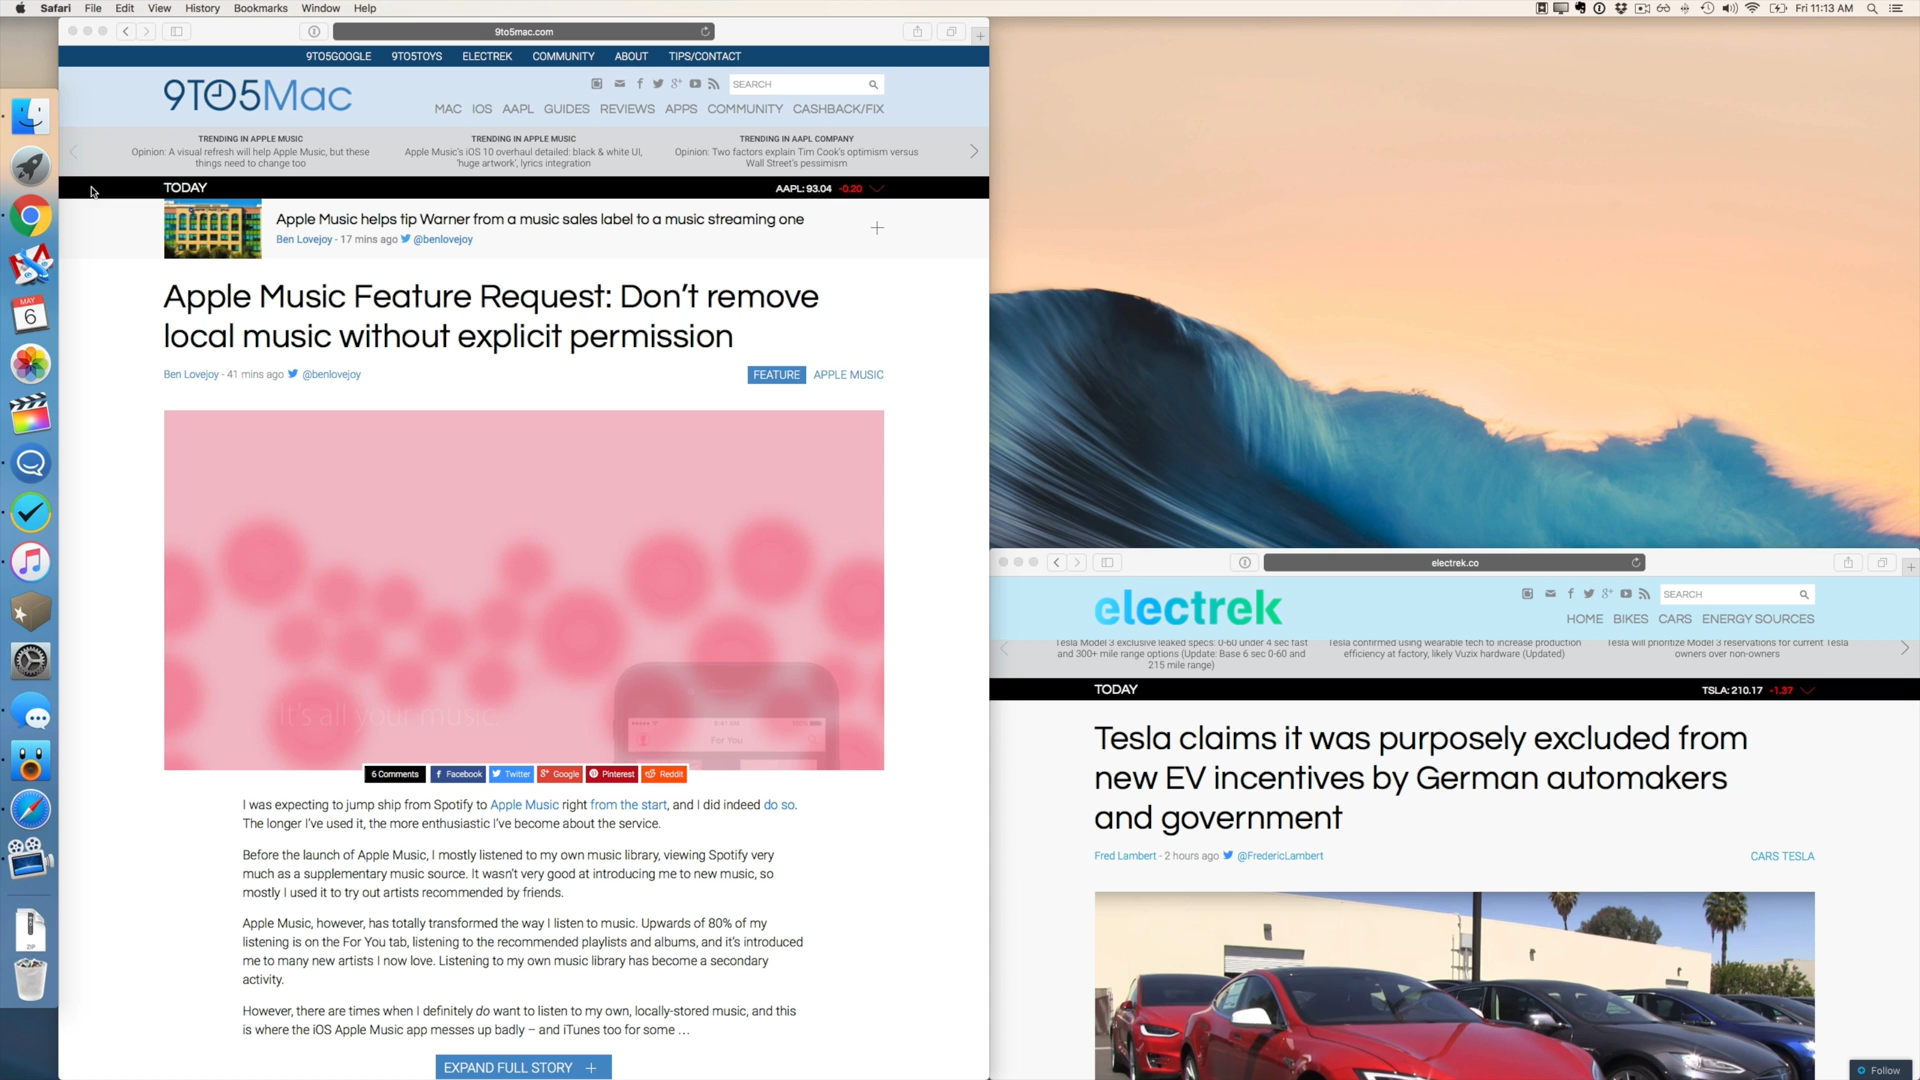 Safari File Edit View History Bookmarks Window Help
Fri 11:13 AM
9to5mac.com
9TO5GOOGLE 9TO5TOYS ELECTREK COMMUNITY ABOUT TIPS/CONTACT
9TO5Mac
SEARCH
MAC IOS AAPL GUIDES REVIEWS APPS COMMUNITY CASHBACK/FIX
TRENDING IN APPLE MUSIC
Opinion: A visual refresh will help Apple Music, but these
things need to change too
TRENDING IN APPLE MUSIC
Apple Music's iOS 10 overhaul detailed: black & white UI,
'huge artwork', lyrics integration
TRENDING IN AAPL COMPANY
Opinion: Two factors explain Tim Cook's optimism versus
Wall Street's pessimism
TODAY
AAPL: 93.04 -0.20
Apple Music helps tip Warner from a music sales label to a music streaming one
Ben Lovejoy - 17 mins ago @benlovejoy
Apple Music Feature Request: Don't remove
local music without explicit permission
Ben Lovejoy - 41 mins ago @benlovejoy
FEATURE APPLE MUSIC
It's all your music.
9:41 AM 100%
For You
6 Comments Facebook Twitter Google Pinterest Reddit
I was expecting to jump ship from Spotify to Apple Music right from the start, and I did indeed do so.
The longer I've used it, the more enthusiastic I've become about the service.
Before the launch of Apple Music, I mostly listened to my own music library, viewing Spotify very
much as a supplementary music source. It wasn't very good at introducing me to new music, so
mostly I used it to try out artists recommended by friends.
Apple Music, however, has totally transformed the way I listen to music. Upwards of 80% of my
listening is on the For You tab, listening to the recommended playlists and albums, and it's introduced
me to many new artists I now love. Listening to my own music library has become a secondary
activity.
However, there are times when I definitely do want to listen to my own, locally-stored music, and this
is where the iOS Apple Music app messes up badly – and iTunes too for some …
EXPAND FULL STORY +
MAY
6
ZIP
electrek.co
electrek
SEARCH
HOME BIKES CARS ENERGY SOURCES
Tesla Model 3 exclusive leaked specs: 0-60 under 4 sec fast
and 300+ mile range options (Update: Base 6 sec 0-60 and
215 mile range)
Tesla confirmed using wearable tech to increase production
efficiency at factory, likely Vuzix hardware (Updated)
Tesla will prioritize Model 3 reservations for current Tesla
owners over non-owners
TODAY
TSLA: 210.17 -1.37
Tesla claims it was purposely excluded from
new EV incentives by German automakers
and government
Fred Lambert - 2 hours ago @FredericLambert
CARS TESLA
Follow